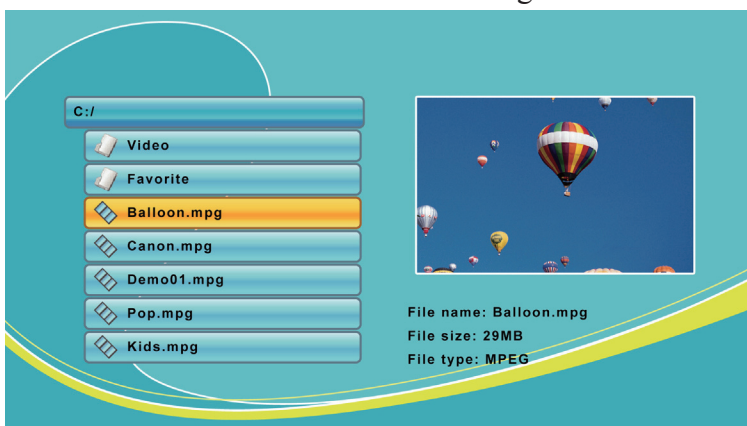 C:/
Video
Favorite
Balloon.mpg
Canon.mpg
Demo01.mpg
Pop.mpg
Kids.mpg
File name: Balloon.mpg
File size: 29MB
File type: MPEG